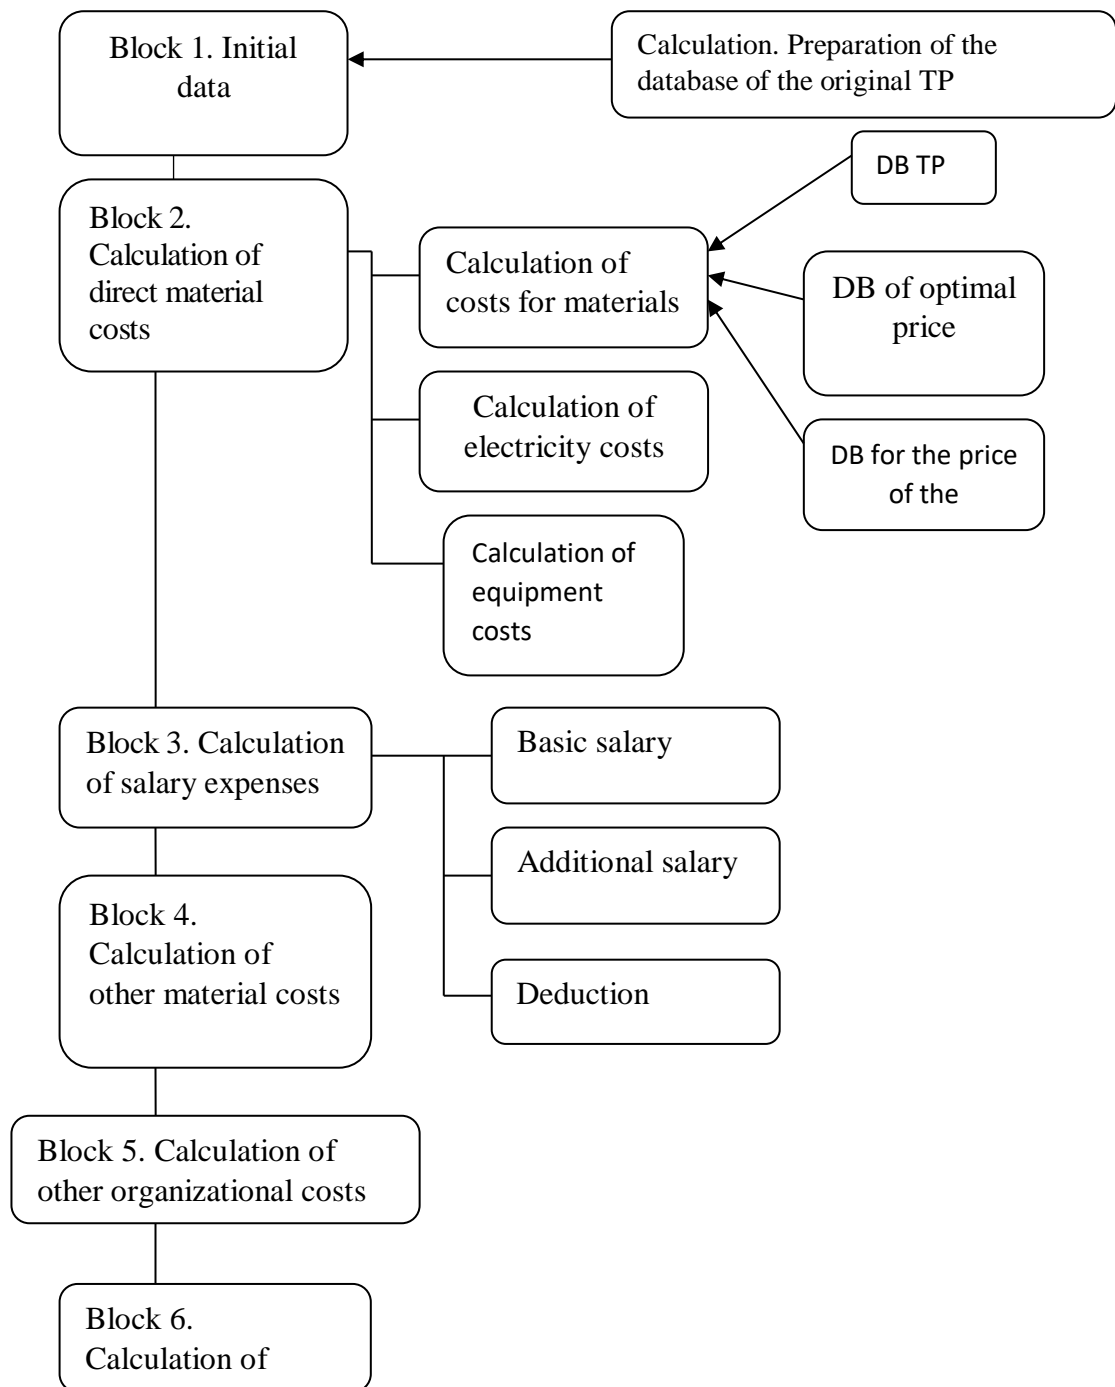 Block 1. Initial
data
Calculation. Preparation of the
database of the original TP
DB TP
Block 2.
Calculation of
direct material
costs
Calculation of
costs for materials
DB of optimal
price
Calculation of
electricity costs
DB for the price
of the
Calculation of
equipment
costs
Block 3. Calculation
of salary expenses
Basic salary
Additional salary
Block 4.
Calculation of
other material costs
Deduction
Block 5. Calculation of
other organizational costs
Block 6.
Calculation of